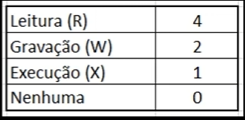 Leitura (R) 4
Gravação (W) 2
Execução (X) 1
Nenhuma 0